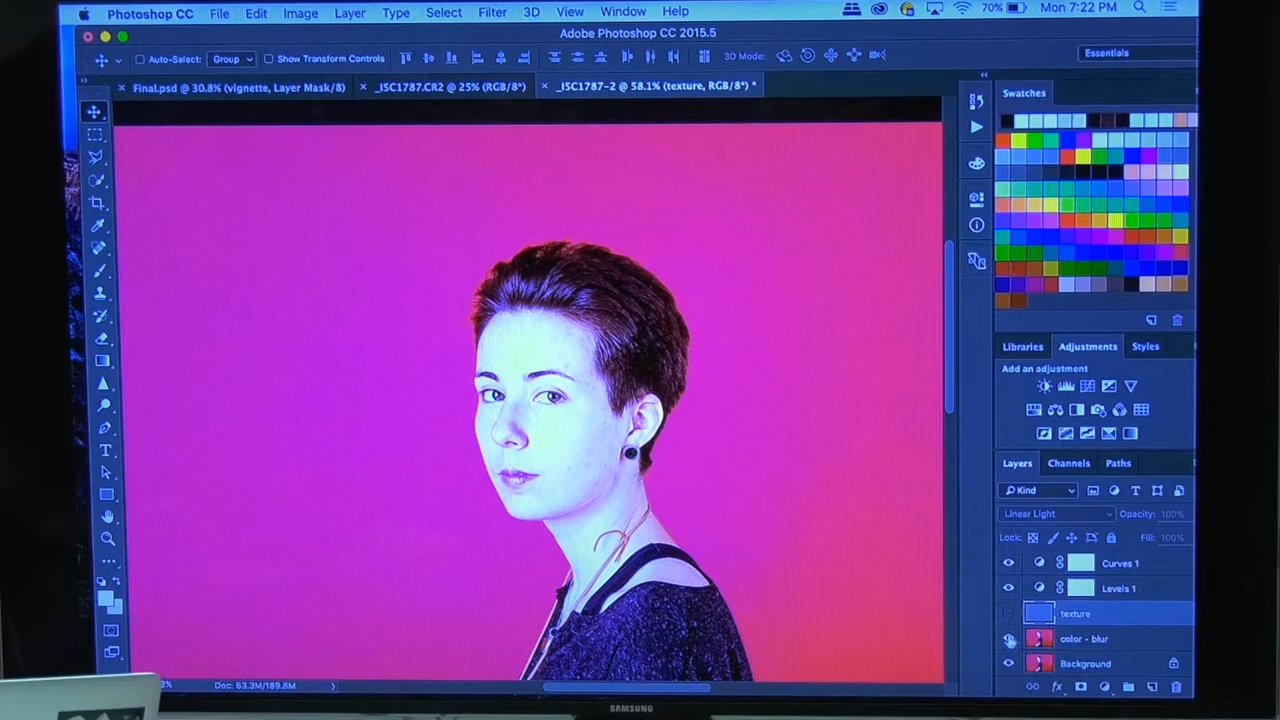 Photoshop CC File Edit Image Layer Type Select Filter 3D View Window Help 70% Mon 7:22 PM
Adobe Photoshop CC 2015.5
Auto-Select: Group Show Transform Controls 3D Mode: Essentials
Final.psd @ 30.8% (vignette, Layer Mask/8) _ISC1787.CR2 @ 25% (RGB/8*) _ISC1787-2 @ 58.1% (texture, RGB/8*) *
Swatches
Libraries Adjustments Styles
Add an adjustment
Layers Channels Paths
Kind
Linear Light Opacity: 100%
Lock: Fill: 100%
Curves 1
Levels 1
texture
color - blur
Background
Doc: 63.3M/189.8M
SAMSUNG